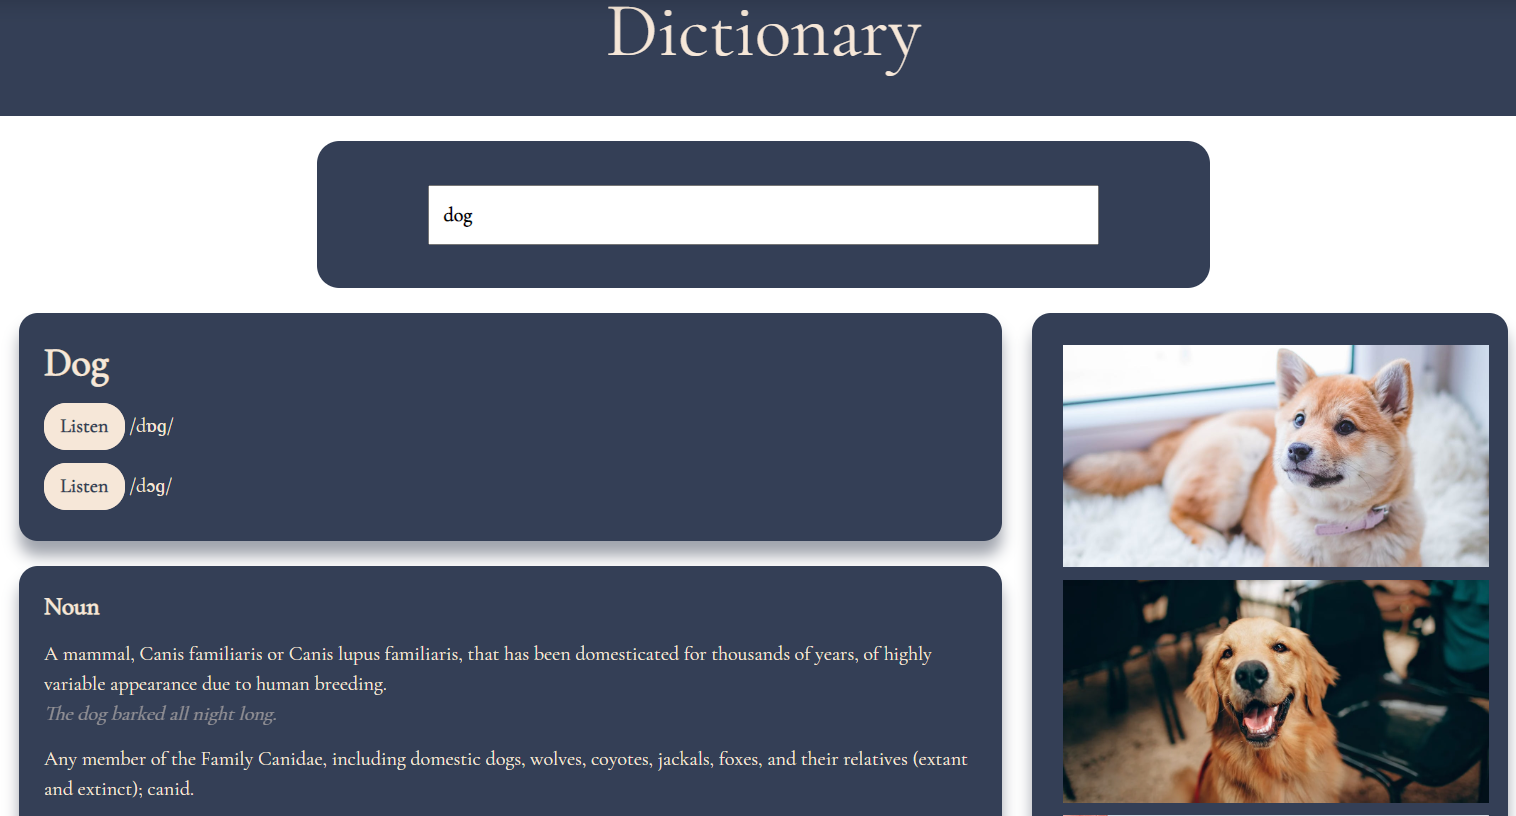 Dictionary
dog
Dog
Listen /dɒɡ/
Listen /dɔɡ/
Noun
A mammal, Canis familiaris or Canis lupus familiaris, that has been domesticated for thousands of years, of highly
variable appearance due to human breeding.
The dog barked all night long.
Any member of the Family Canidae, including domestic dogs, wolves, coyotes, jackals, foxes, and their relatives (extant
and extinct); canid.